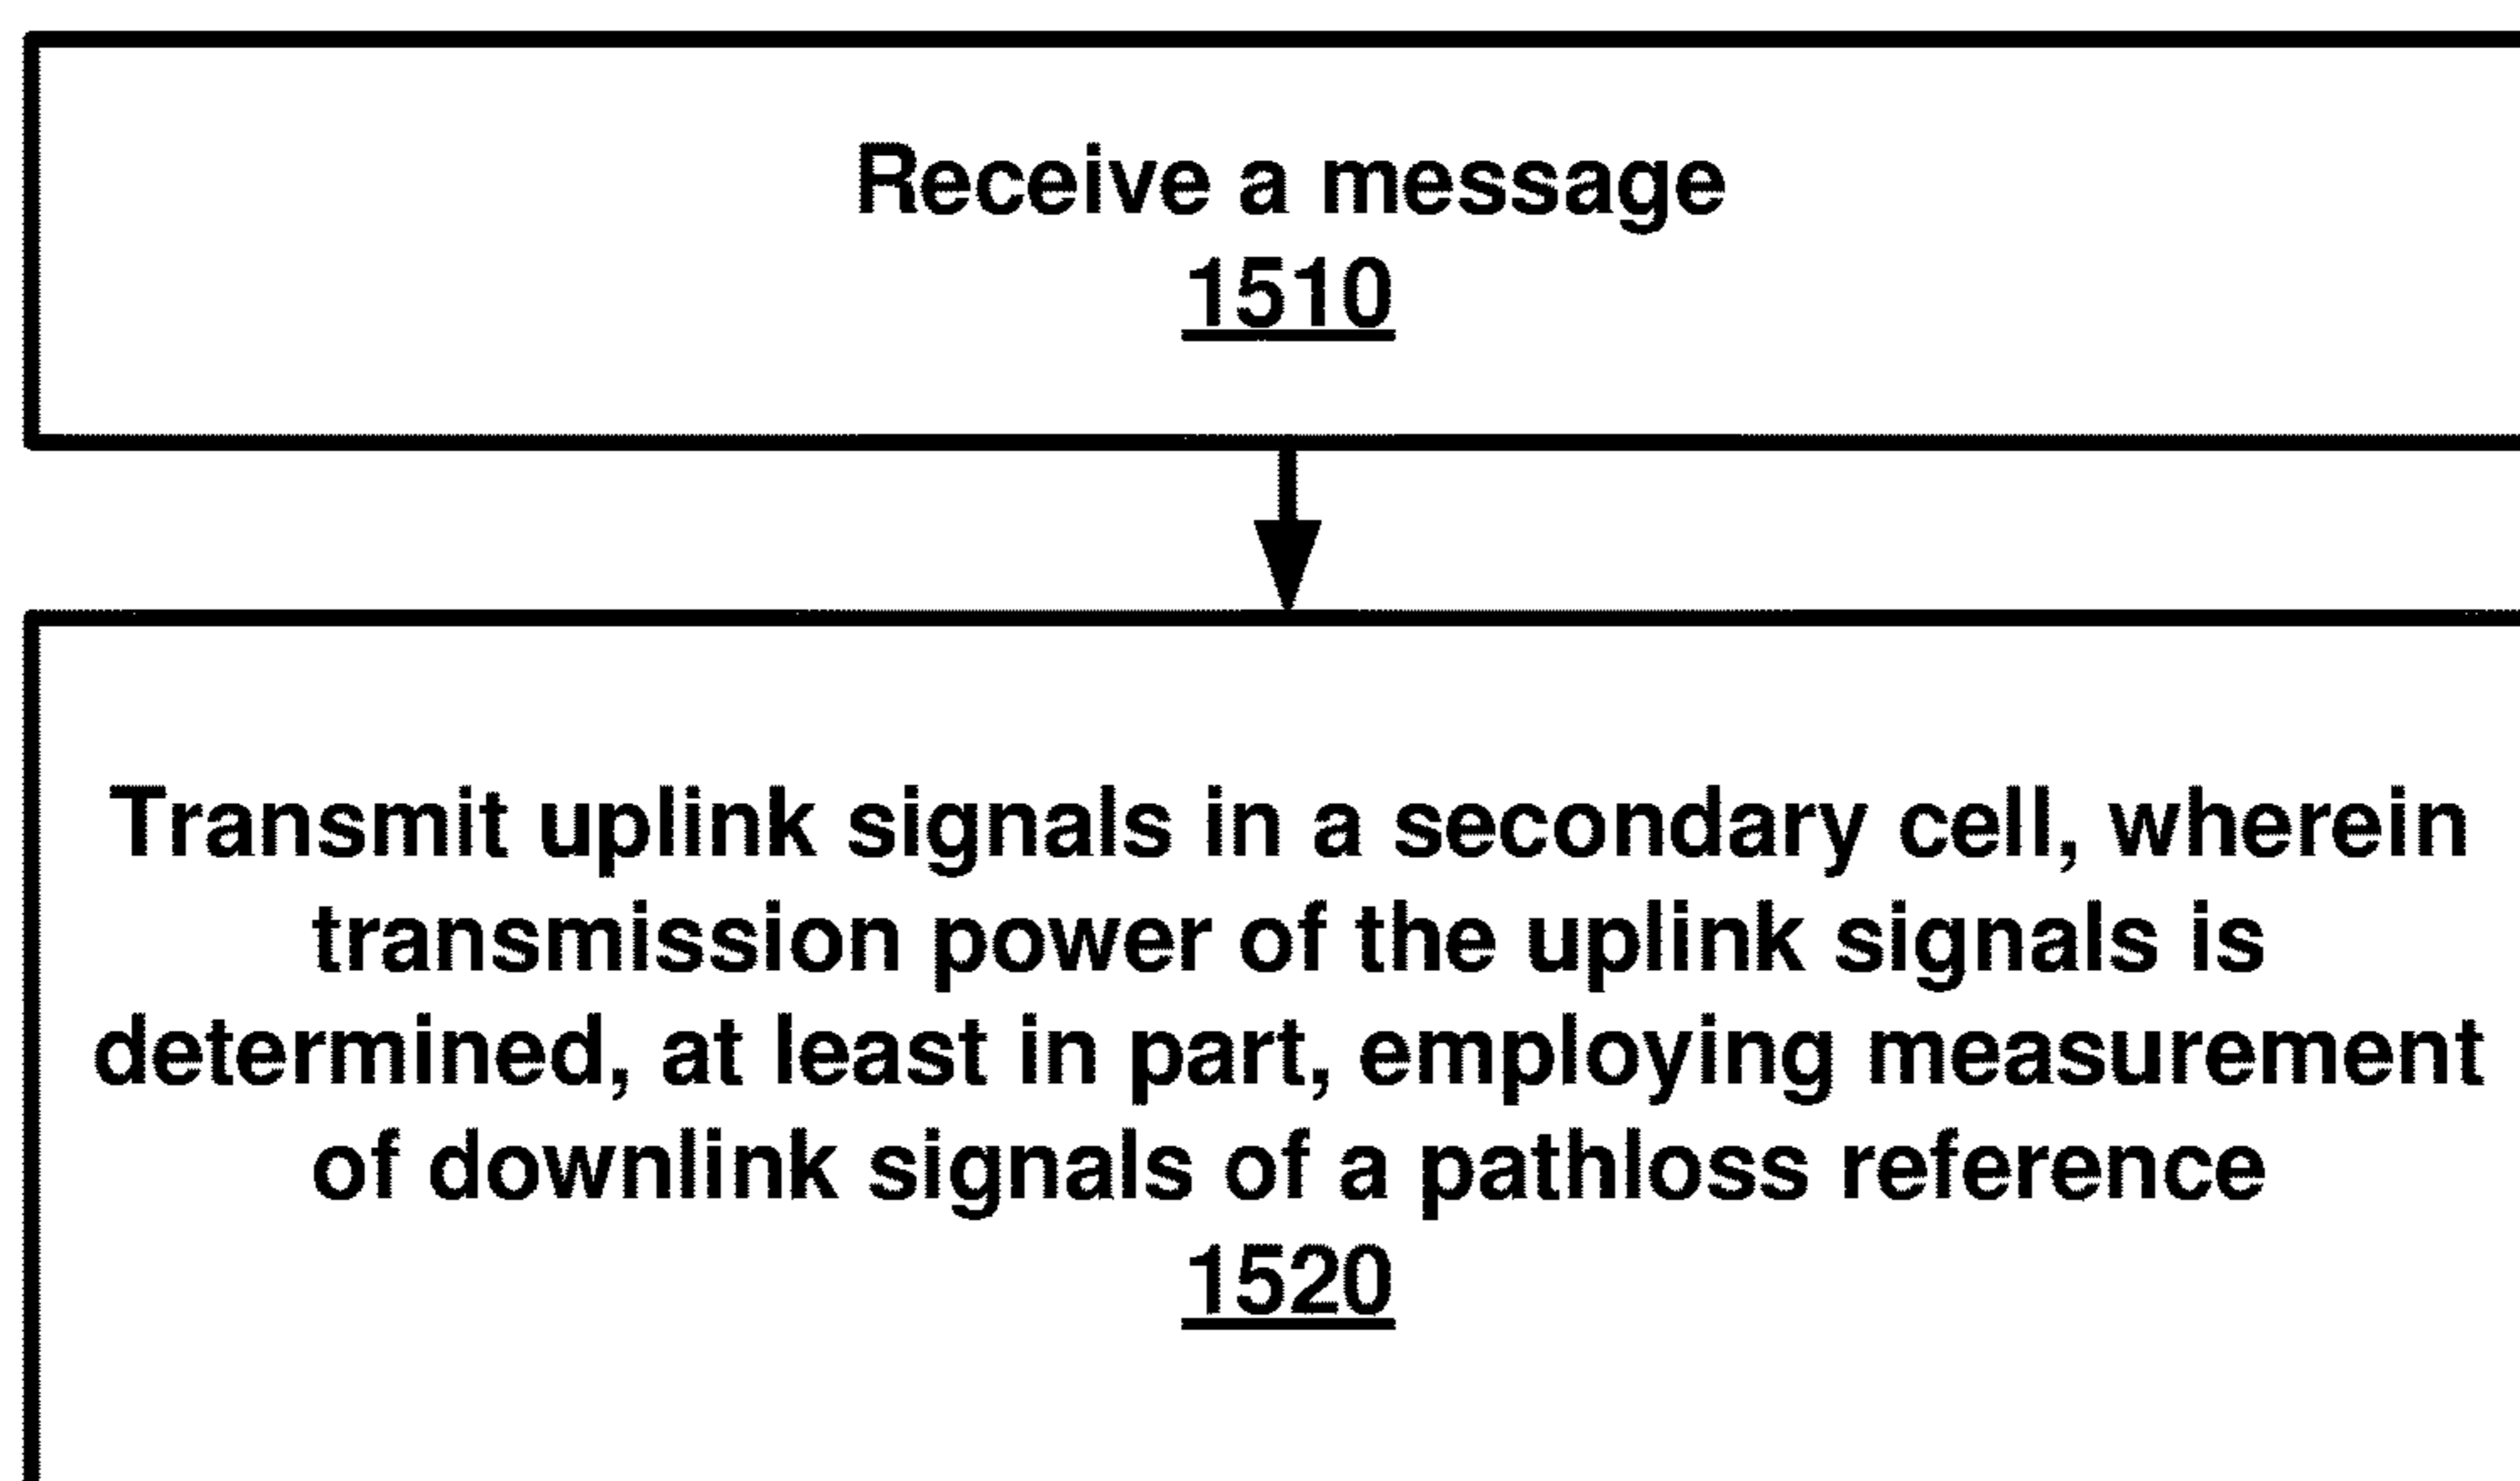 Receive a message
1510
Transmit uplink signals in a secondary cell, wherein
transmission power of the uplink signals is
determined, at least in part, employing measurement
of downlink signals of a pathloss reference
1520